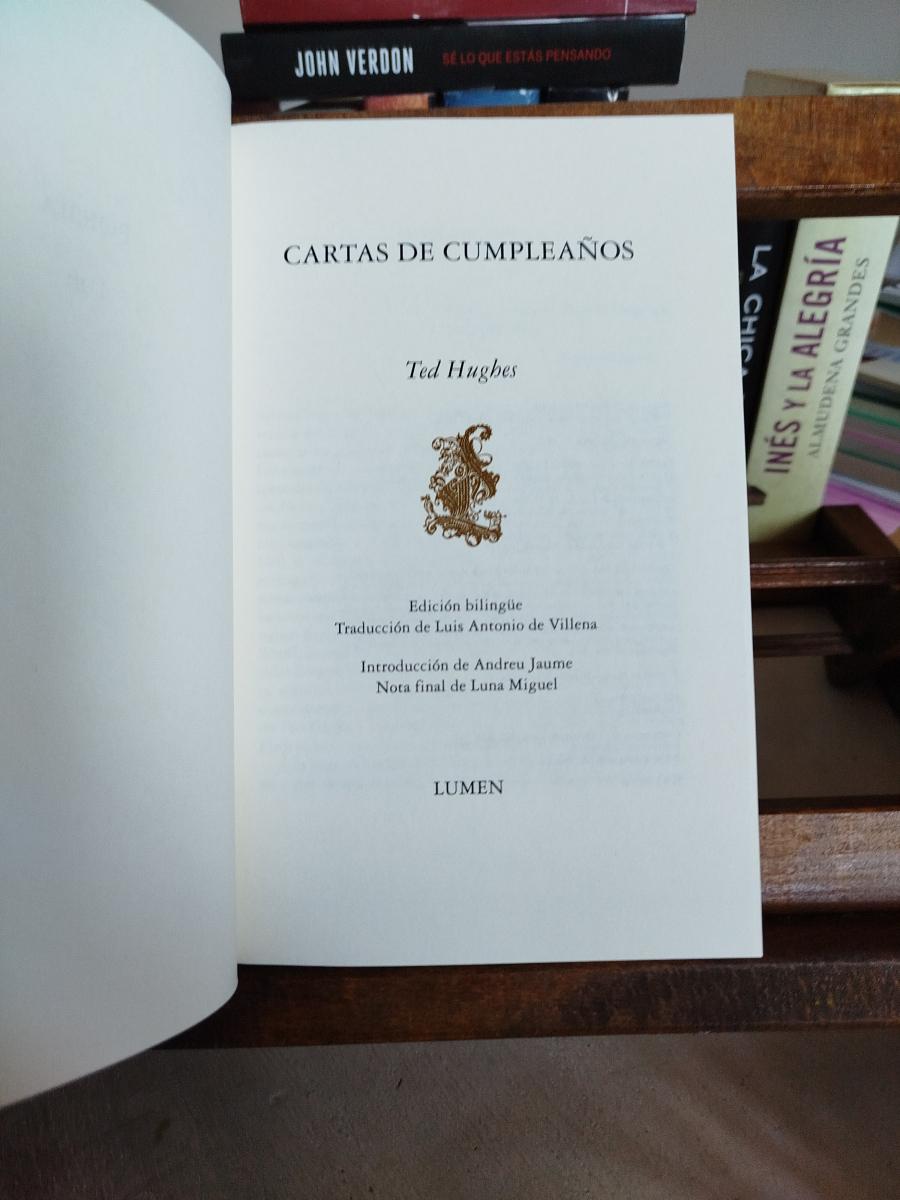 JOHN VERDON SÉ LO QUE ESTÁS PENSANDO
CARTAS DE CUMPLEAÑOS
Ted Hughes
Edición bilingüe
Traducción de Luis Antonio de Villena
Introducción de Andreu Jaume
Nota final de Luna Miguel
LUMEN
LA CHICA
INÉS Y LA ALEGRÍA
ALMUDENA GRANDES